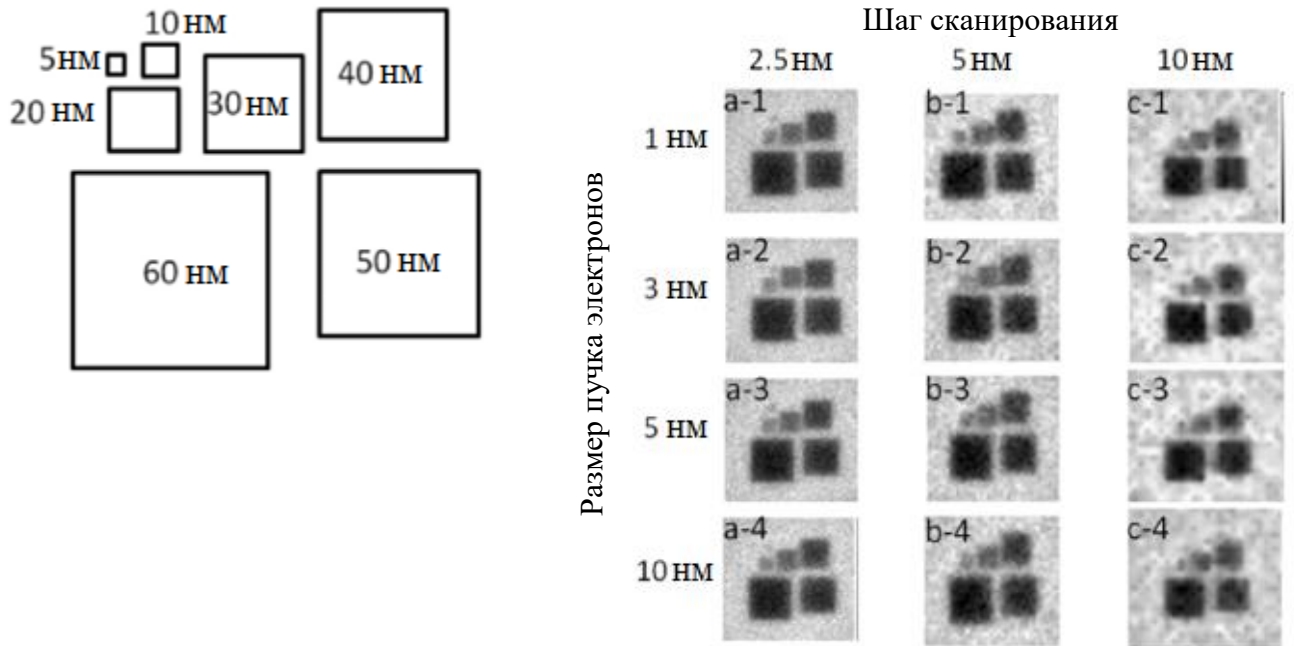 10 нм
5нм
40 нм
20 нм
30 нм
60 нм
50 нм
Шаг сканирования
2.5 нм
5 нм
10 нм
Размер пучка электронов
1 нм
a-1
b-1
c-1
3 нм
a-2
b-2
c-2
5 нм
a-3
b-3
c-3
10 нм
a-4
b-4
c-4